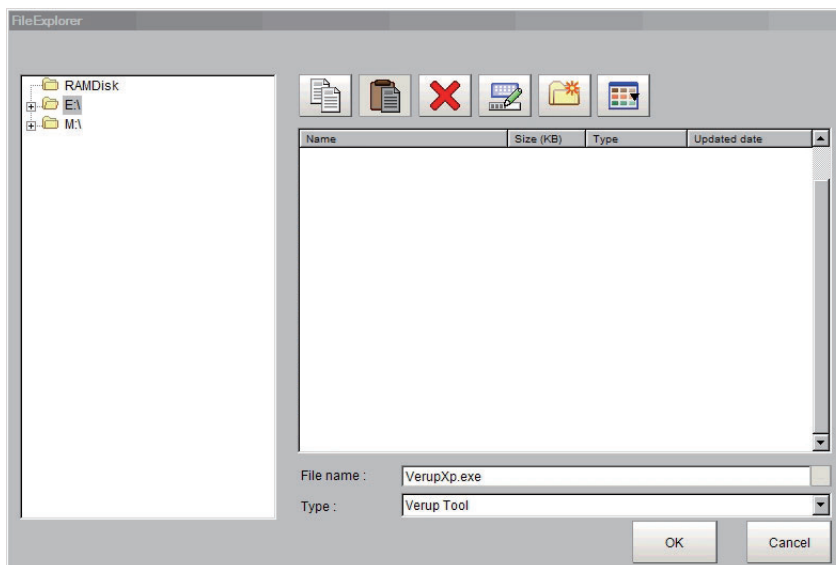 FileExplorer
RAMDisk
E:\
M:\
Name Size (KB) Type Updated date
File name : VerupXp.exe ...
Type : Verup Tool
OK Cancel